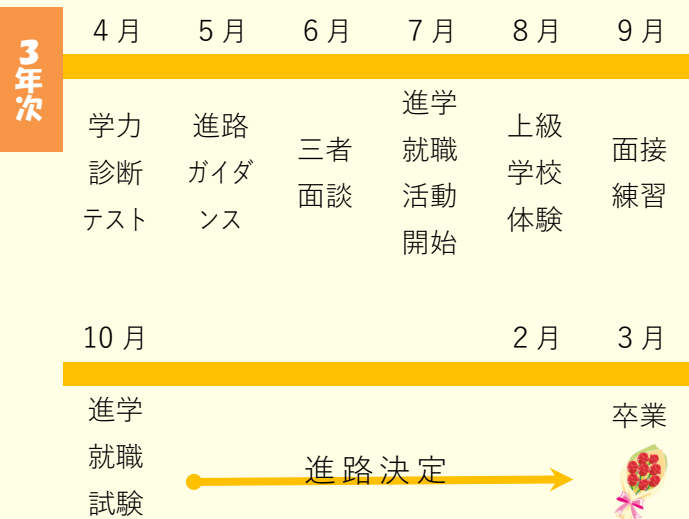 3年次
4月 5月 6月 7月 8月 9月
学力
診断
テスト
進路
ガイダ
ンス
三者
面談
進学
就職
活動
開始
上級
学校
体験
面接
練習
10月 2月 3月
進学
就職
試験
進路決定
卒業